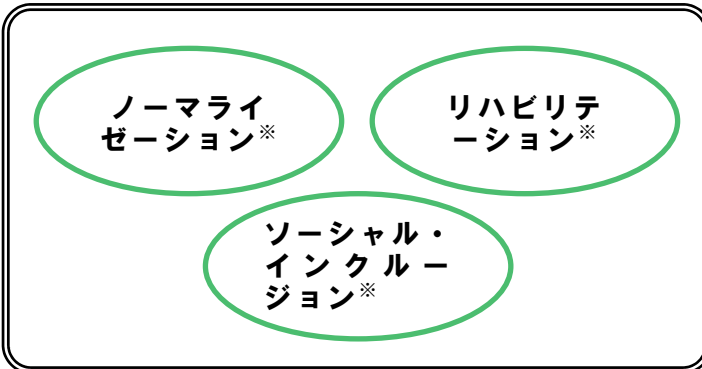 ノーマライ
ゼーション※
リハビリテ
ーション※
ソーシャル・
インクルー
ジョン※